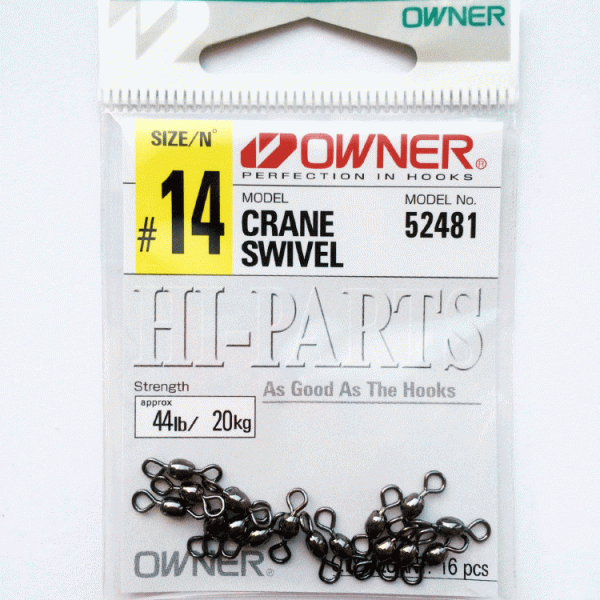 OWNER
SIZE/N°
#14
OWNER®
PERFECTION IN HOOKS
MODEL
CRANE
SWIVEL
MODEL No.
52481
HI-PARTS
Strength
approx
44lb/ 20kg
As Good As The Hooks
OWNER
16 pcs